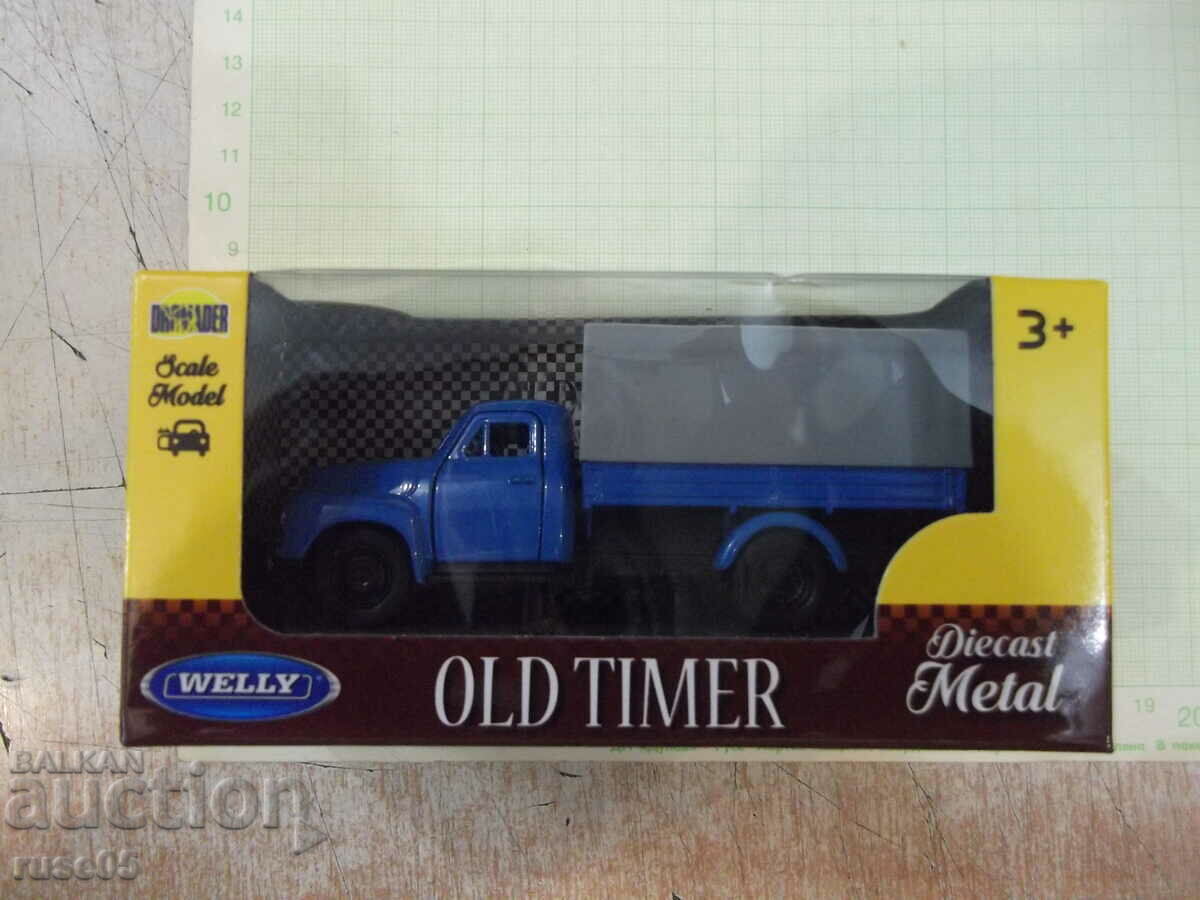 14
13
12
11
10
9
DROMADER
Scale
Model
3+
WELLY
OLD TIMER
Diecast
Metal
19
20
BALKAN
auction
ruse05